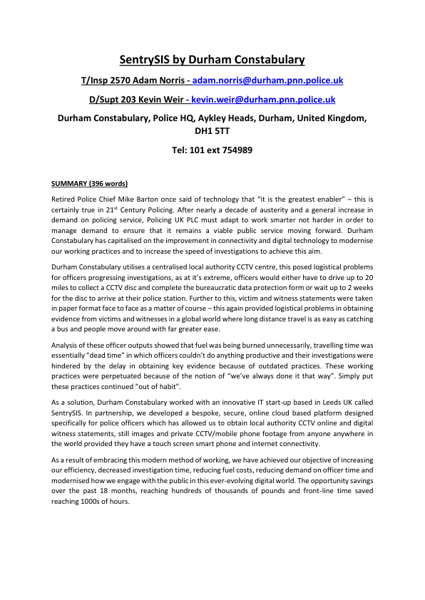 SentrySIS by Durham Constabulary
T/Insp 2570 Adam Norris - adam.norris@durham.pnn.police.uk
D/Supt 203 Kevin Weir - kevin.weir@durham.pnn.police.uk
Durham Constabulary, Police HQ, Aykley Heads, Durham, United Kingdom,
DH1 5TT
Tel: 101 ext 754989
SUMMARY (396 words)
Retired Police Chief Mike Barton once said of technology that "it is the greatest enabler" – this is
certainly true in 21st Century Policing. After nearly a decade of austerity and a general increase in
demand on policing service, Policing UK PLC must adapt to work smarter not harder in order to
manage demand to ensure that it remains a viable public service moving forward. Durham
Constabulary has capitalised on the improvement in connectivity and digital technology to modernise
our working practices and to increase the speed of investigations to achieve this aim.
Durham Constabulary utilises a centralised local authority CCTV centre, this posed logistical problems
for officers progressing investigations, as at it's extreme, officers would either have to drive up to 20
miles to collect a CCTV disc and complete the bureaucratic data protection form or wait up to 2 weeks
for the disc to arrive at their police station. Further to this, victim and witness statements were taken
in paper format face to face as a matter of course – this again provided logistical problems in obtaining
evidence from victims and witnesses in a global world where long distance travel is as easy as catching
a bus and people move around with far greater ease.
Analysis of these officer outputs showed that fuel was being burned unnecessarily, travelling time was
essentially "dead time" in which officers couldn't do anything productive and their investigations were
hindered by the delay in obtaining key evidence because of outdated practices. These working
practices were perpetuated because of the notion of "we've always done it that way". Simply put
these practices continued "out of habit".
As a solution, Durham Constabulary worked with an innovative IT start-up based in Leeds UK called
SentrySIS. In partnership, we developed a bespoke, secure, online cloud based platform designed
specifically for police officers which has allowed us to obtain local authority CCTV online and digital
witness statements, still images and private CCTV/mobile phone footage from anyone anywhere in
the world provided they have a touch screen smart phone and internet connectivity.
As a result of embracing this modern method of working, we have achieved our objective of increasing
our efficiency, decreased investigation time, reducing fuel costs, reducing demand on officer time and
modernised how we engage with the public in this ever-evolving digital world. The opportunity savings
over the past 18 months, reaching hundreds of thousands of pounds and front-line time saved
reaching 1000s of hours.